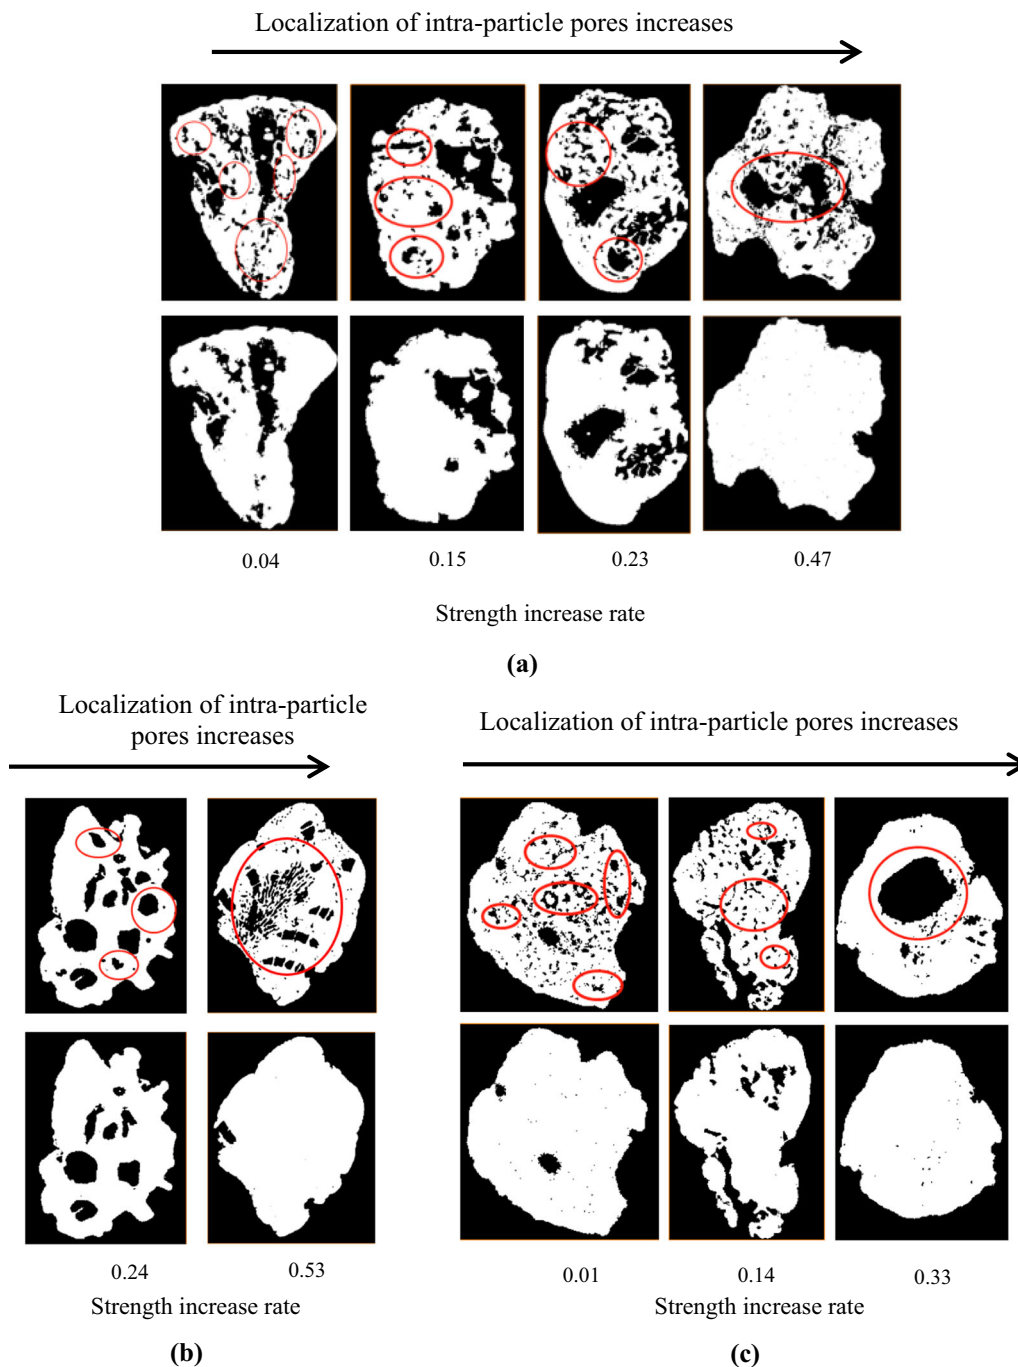 Localization of intra-particle pores increases
0.04 0.15 0.23 0.47
Strength increase rate
(a)
Localization of intra-particle
pores increases
0.24 0.53
Strength increase rate
(b)
Localization of intra-particle pores increases
0.01 0.14 0.33
Strength increase rate
(c)